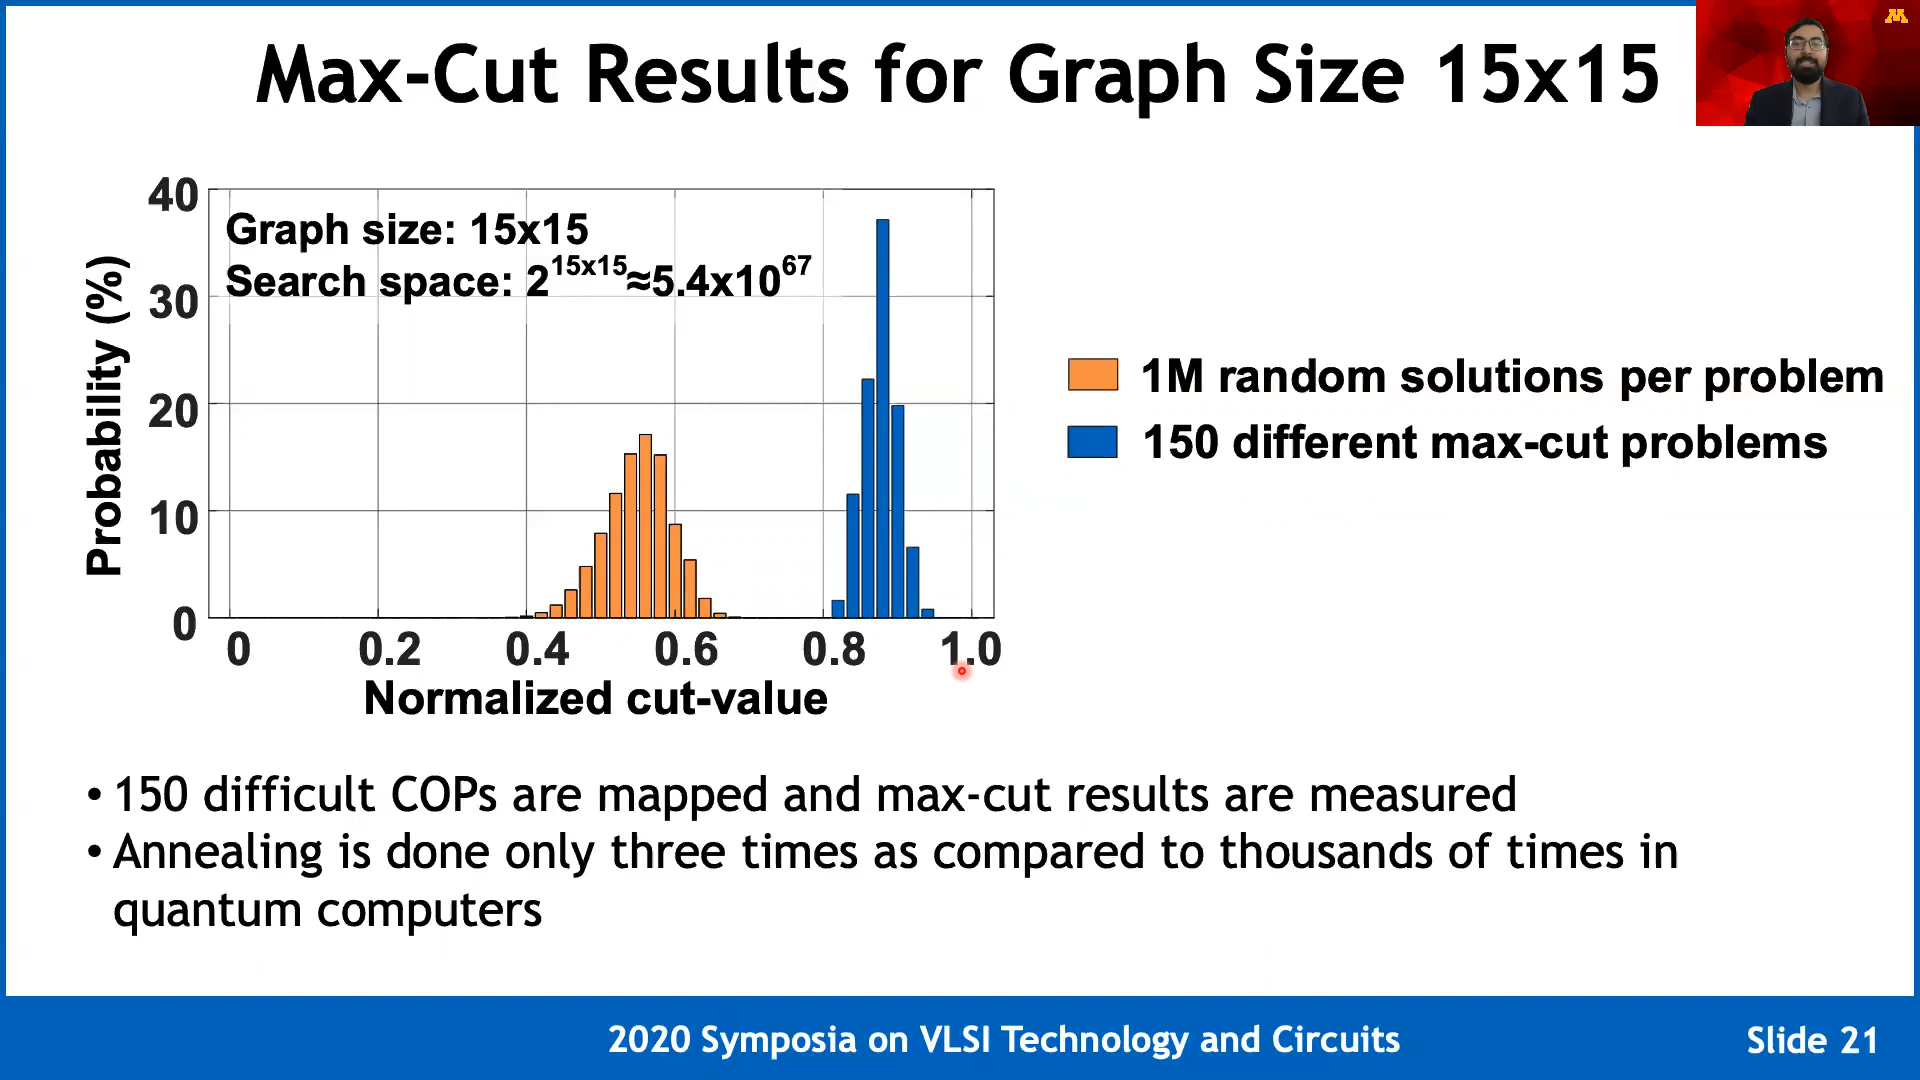 Max-Cut Results for Graph Size 15x15
M
40
Graph size: 15x15
Search space: 2^15x15≈5.4x10^67
30
20
10
0
Probability (%)
0 0.2 0.4 0.6 0.8 1.0
Normalized cut-value
1M random solutions per problem
150 different max-cut problems
• 150 difficult COPs are mapped and max-cut results are measured
• Annealing is done only three times as compared to thousands of times in
quantum computers
2020 Symposia on VLSI Technology and Circuits
Slide 21